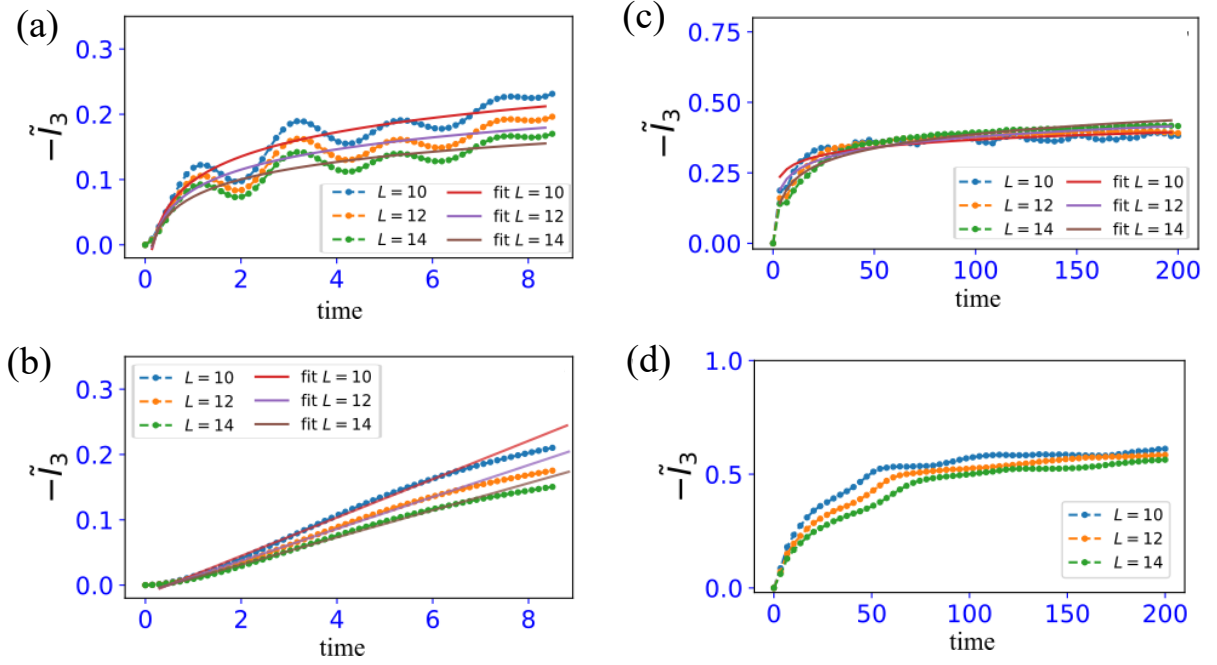 (a)
0.3
0.2
0.1
0.0
−Ĩ₃
0 2 4 6 8
time
L = 10 fit L = 10
L = 12 fit L = 12
L = 14 fit L = 14
(c)
0.75
0.50
0.25
0.00
−Ĩ₃
0 50 100 150 200
time
L = 10 fit L = 10
L = 12 fit L = 12
L = 14 fit L = 14
(b)
0.3
0.2
0.1
0.0
−Ĩ₃
0 2 4 6 8
time
L = 10 fit L = 10
L = 12 fit L = 12
L = 14 fit L = 14
(d)
1.0
0.5
0.0
−Ĩ₃
0 50 100 150 200
time
L = 10
L = 12
L = 14